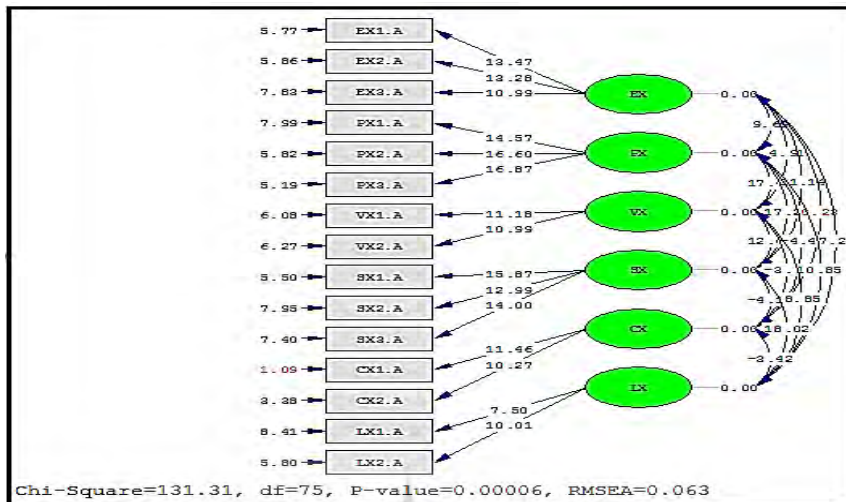 5.77 EX1.A
5.86 EX2.A 13.47
13.28
7.83 EX3.A 10.99 EX 0.00
7.99 PX1.A
14.57
5.82 PX2.A 16.60 PX 0.00
16.87
5.19 PX3.A
6.08 VX1.A 11.18 VX 0.00
10.99
6.27 VX2.A
5.50 SX1.A 15.87 SX 0.00
12.99
7.95 SX2.A 14.00
7.40 SX3.A
18.02
1.09 CX1.A 11.46 CX 0.00
10.27
3.38 CX2.A
-3.42
8.41 LX1.A 7.50 LX 0.00
10.01
5.80 LX2.A
Chi-Square=131.31, df=75, P-value=0.00006, RMSEA=0.063